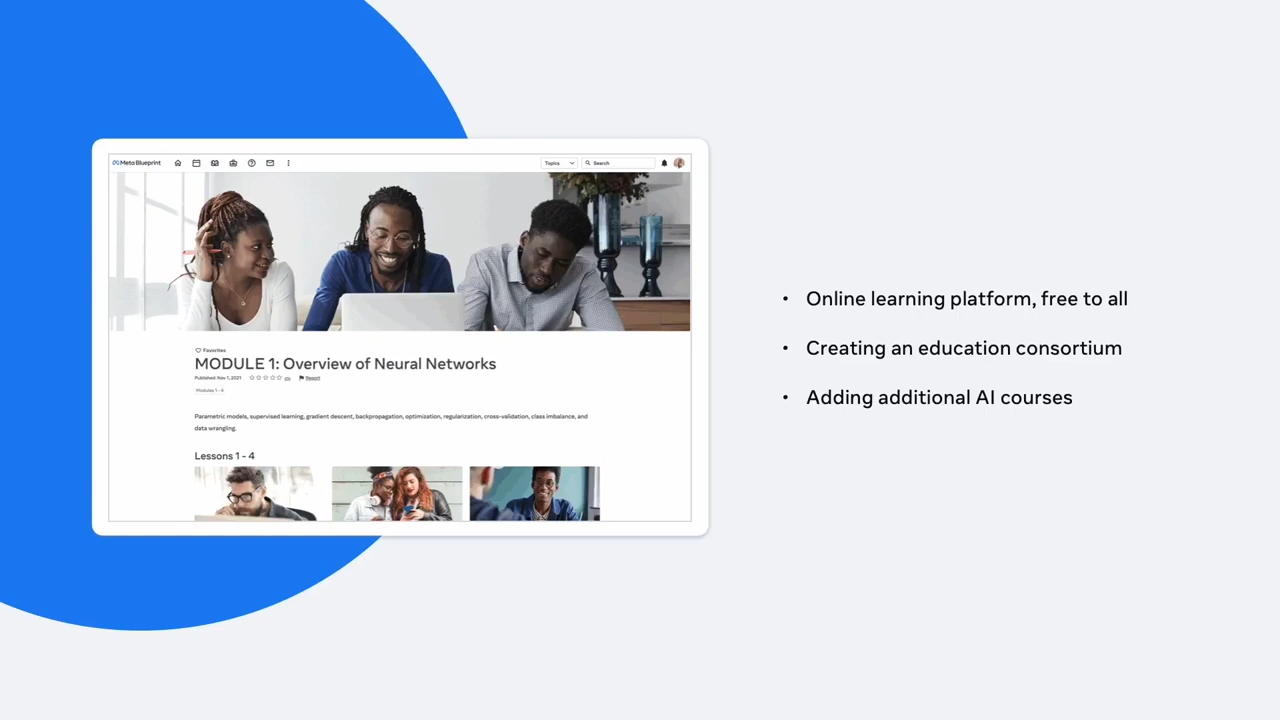 Meta Blueprint
Topics
Search
Favorites
MODULE 1: Overview of Neural Networks
Published: Nov 1, 2021
Report
Modules 1 - 4
Parametric models, supervised learning, gradient descent, backpropagation, optimization, regularization, cross-validation, class imbalance, and
data wrangling.
Lessons 1 - 4
• Online learning platform, free to all
• Creating an education consortium
• Adding additional AI courses